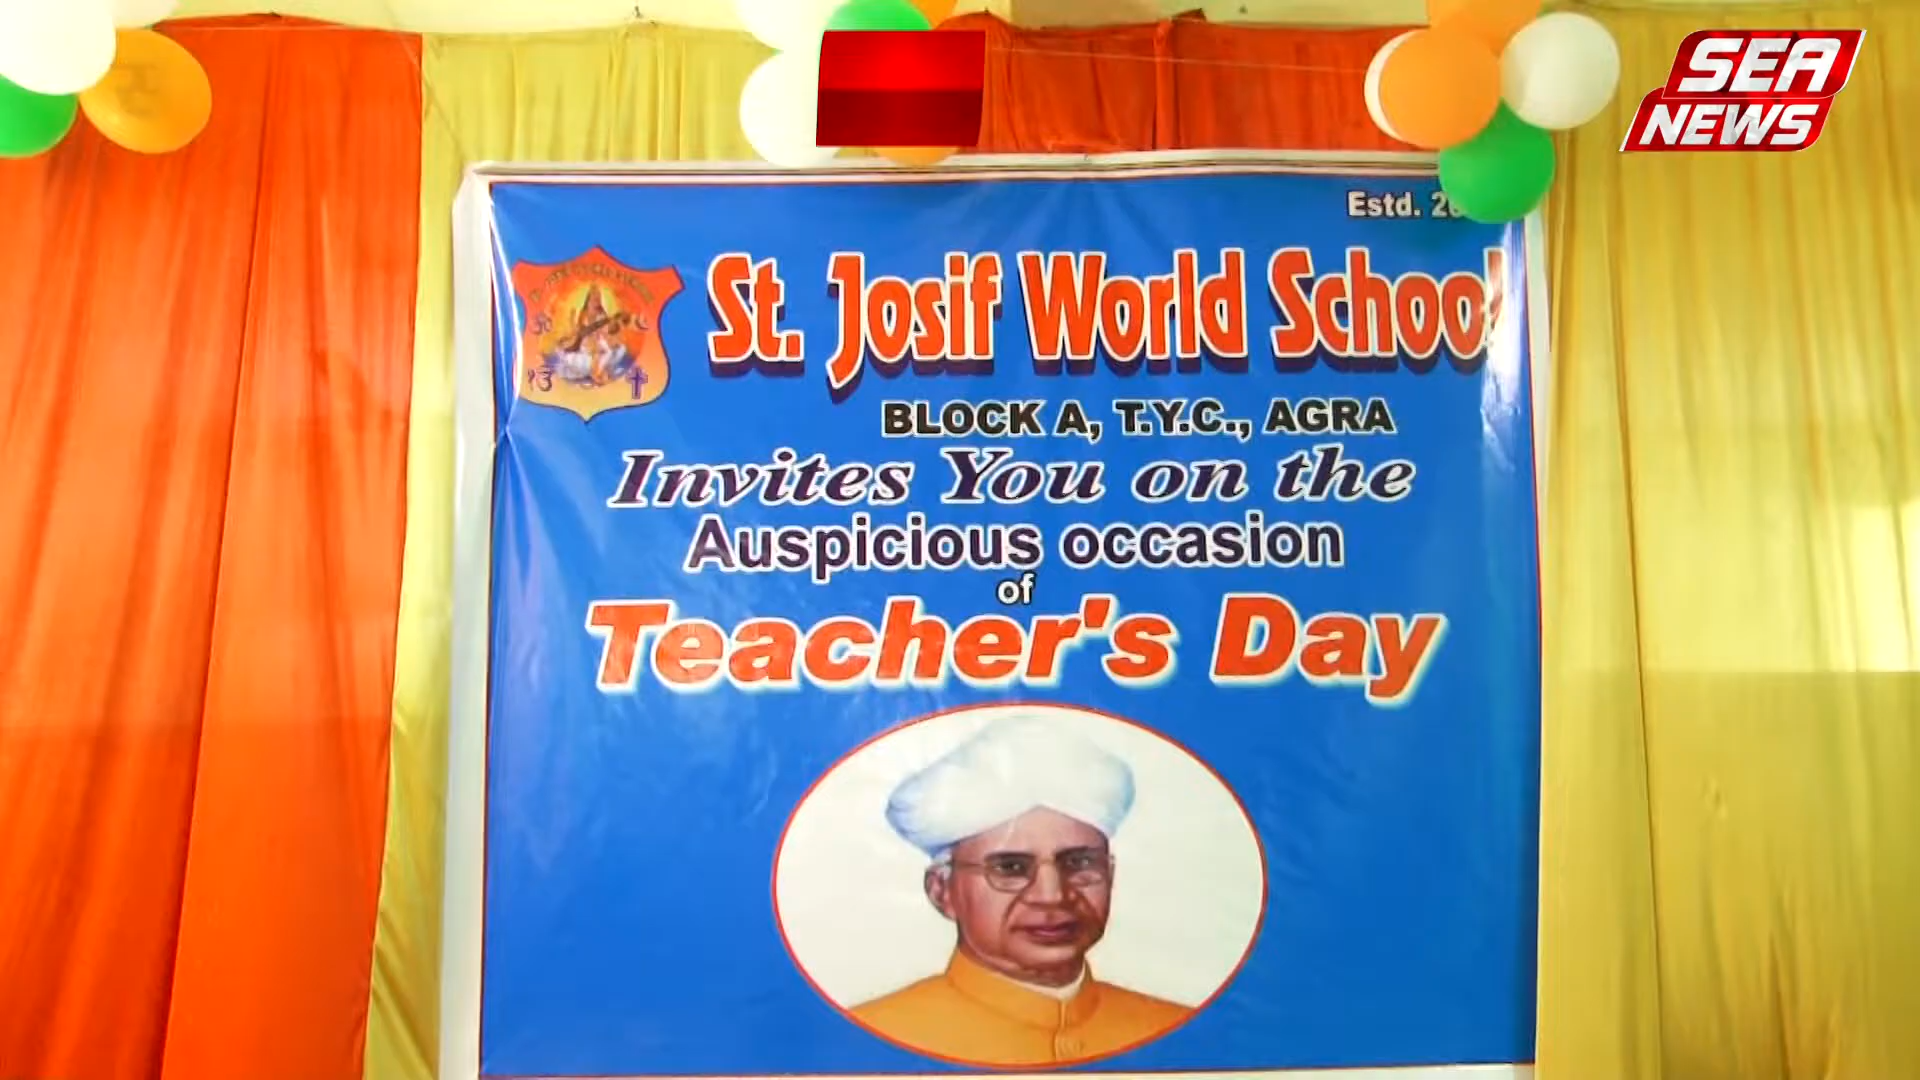 SEA
NEWS
Estd.
St. Josif World School
BLOCK A, T.Y.C., AGRA
Invites You on the
Auspicious occasion
of
Teacher's Day